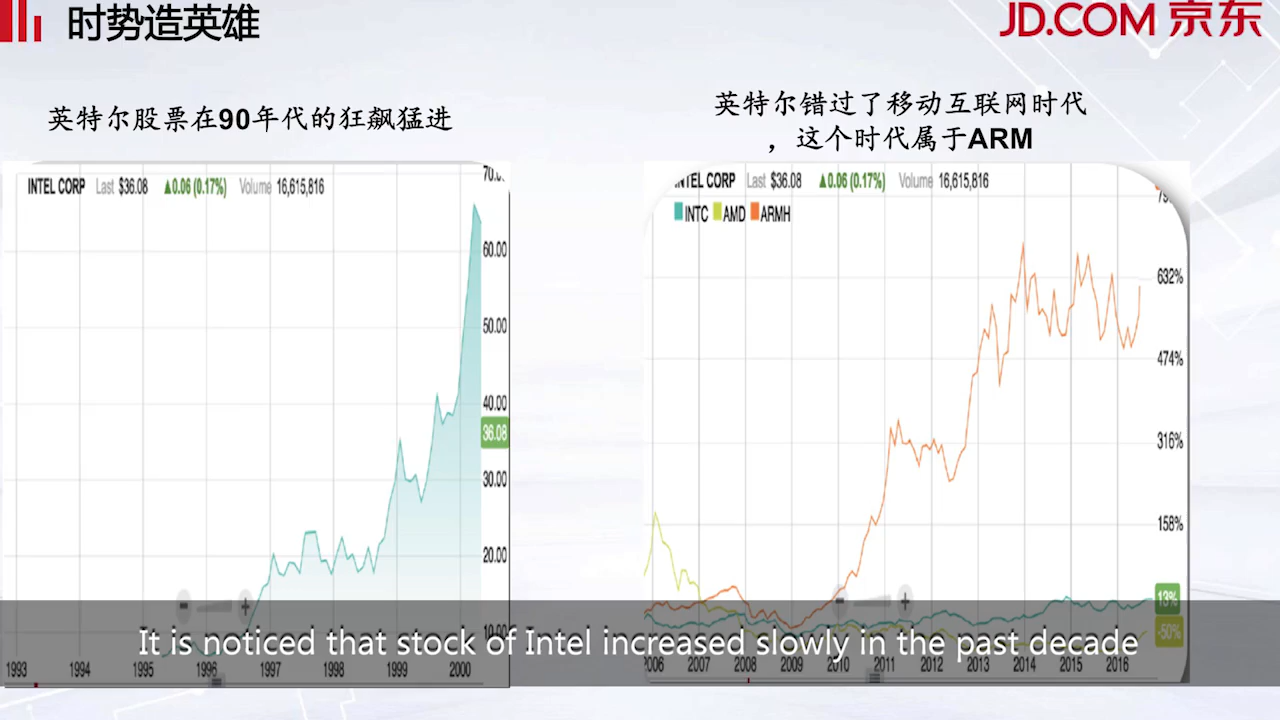 时势造英雄
JD.COM 京东
英特尔股票在90年代的狂飙猛进
英特尔错过了移动互联网时代
，这个时代属于ARM
INTEL CORP Last $36.08 ▲0.06 (0.17%) Volume 16,615,816
60.00
50.00
40.00
36.08
30.00
20.00
10.00
1993 1994 1995 1996 1997 1998 1999 2000
INTEL CORP Last $36.08 ▲0.06 (0.17%) Volume 16,615,816
INTC AMD ARMH
632%
474%
316%
158%
13%
-50%
2006 2007 2008 2009 2010 2011 2012 2013 2014 2015 2016
It is noticed that stock of Intel increased slowly in the past decade